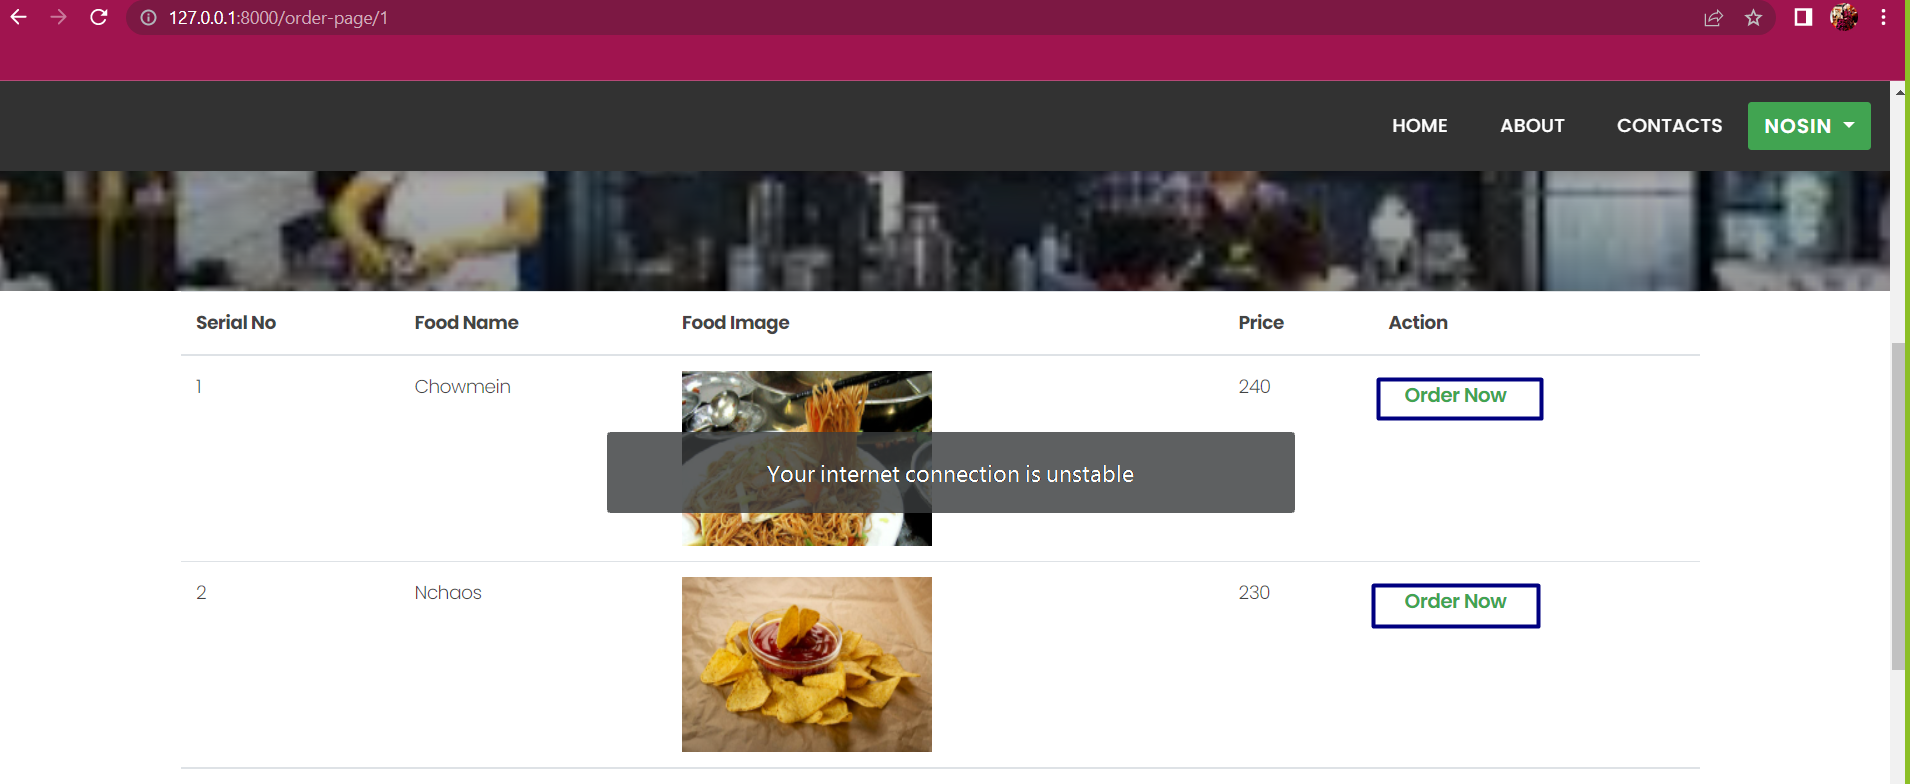 127.0.0.1:8000/order-page/1
HOME ABOUT CONTACTS NOSIN
Serial No Food Name Food Image Price Action
1 Chowmein 240 Order Now
Your internet connection is unstable
2 Nchaos 230 Order Now